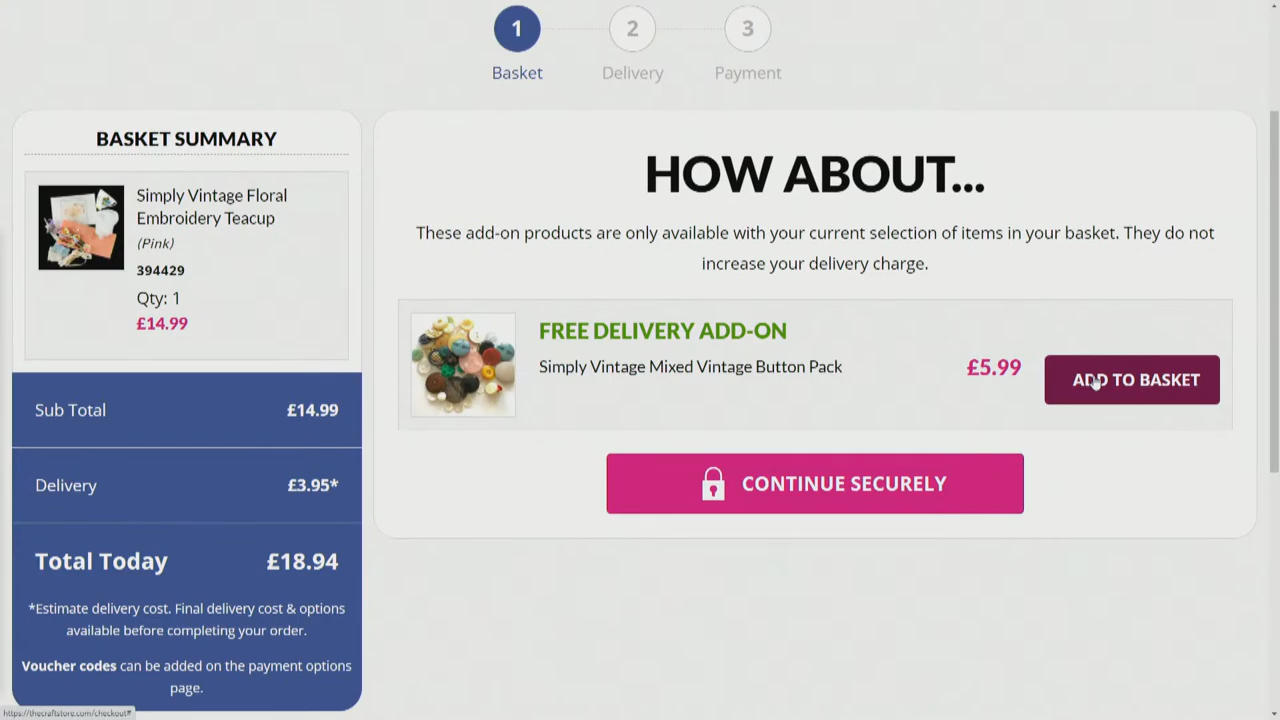 1
2
3
Basket
Delivery
Payment
BASKET SUMMARY
Simply Vintage Floral
Embroidery Teacup
(Pink)
394429
Qty: 1
£14.99
Sub Total £14.99
Delivery £3.95*
Total Today £18.94
*Estimate delivery cost. Final delivery cost & options
available before completing your order.
Voucher codes can be added on the payment options
page.
HOW ABOUT...
These add-on products are only available with your current selection of items in your basket. They do not
increase your delivery charge.
FREE DELIVERY ADD-ON
Simply Vintage Mixed Vintage Button Pack
£5.99
ADD TO BASKET
CONTINUE SECURELY
https://thecraftstore.com/checkout#